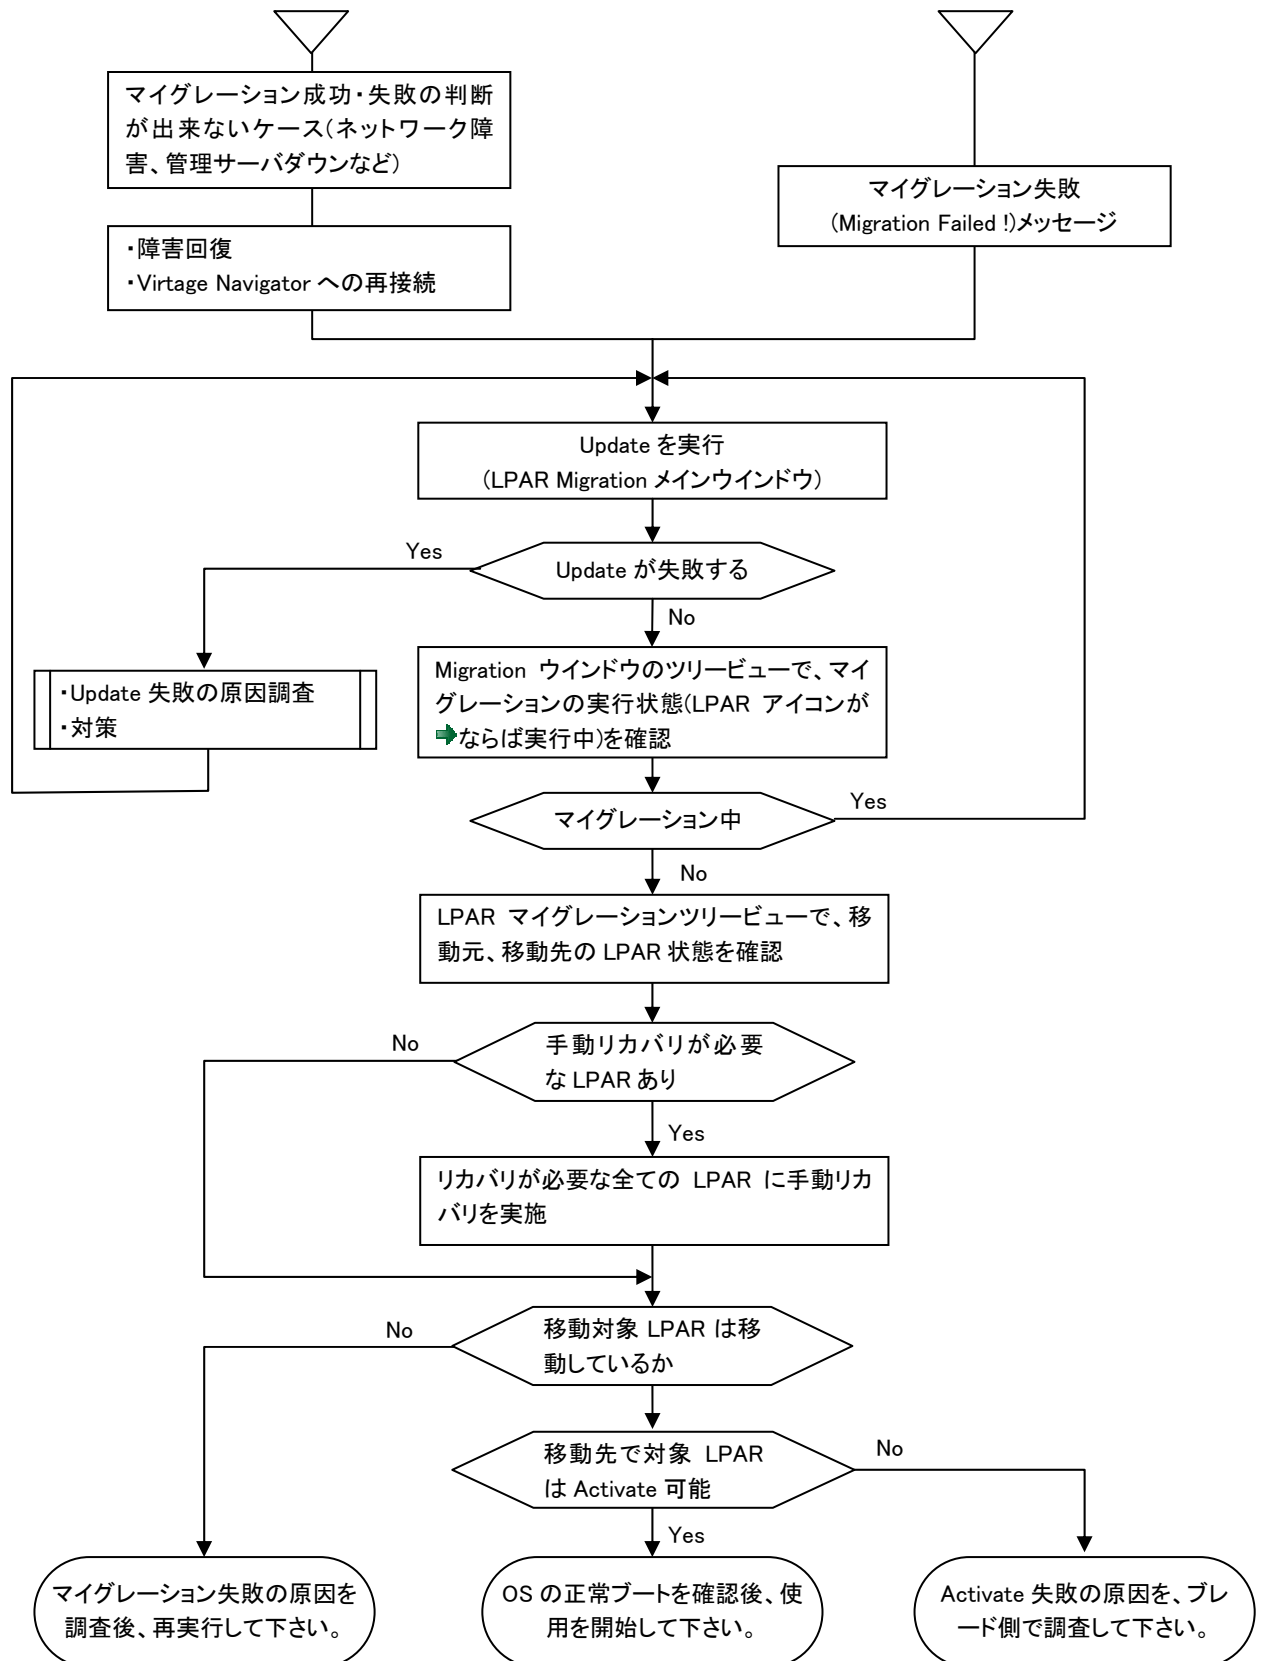 マイグレーション成功・失敗の判断
が出来ないケース(ネットワーク障
害、管理サーバダウンなど)
マイグレーション失敗
(Migration Failed !)メッセージ
・障害回復
・Virtage Navigator への再接続
Update を実行
(LPAR Migration メインウインドウ)
Yes
Update が失敗する
No
Migration ウインドウのツリービューで、マイ
グレーションの実行状態(LPAR アイコンが
ならば実行中)を確認
・Update 失敗の原因調査
・対策
マイグレーション中
Yes
No
LPAR マイグレーションツリービューで、移
動元、移動先の LPAR 状態を確認
No
手動リカバリが必要
な LPAR あり
Yes
リカバリが必要な全ての LPAR に手動リカ
バリを実施
No
移動対象 LPAR は移
動しているか
移動先で対象 LPAR
は Activate 可能
No
Yes
マイグレーション失敗の原因を
調査後、再実行して下さい。
OS の正常ブートを確認後、使
用を開始して下さい。
Activate 失敗の原因を、ブレ
ード側で調査して下さい。